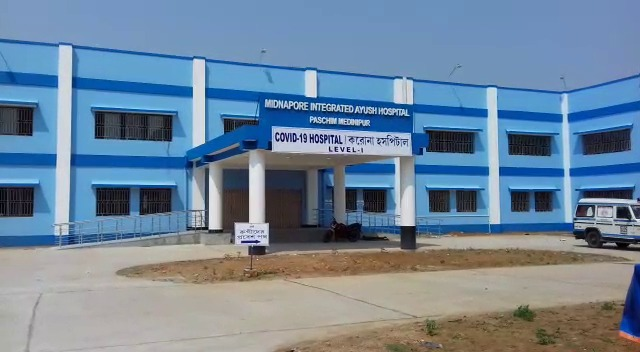 MIDNAPORE INTEGRATED AYUSH HOSPITAL
PASCHIM MEDINIPUR
COVID-19 HOSPITAL | করোনা হসপিটাল
LEVEL-I